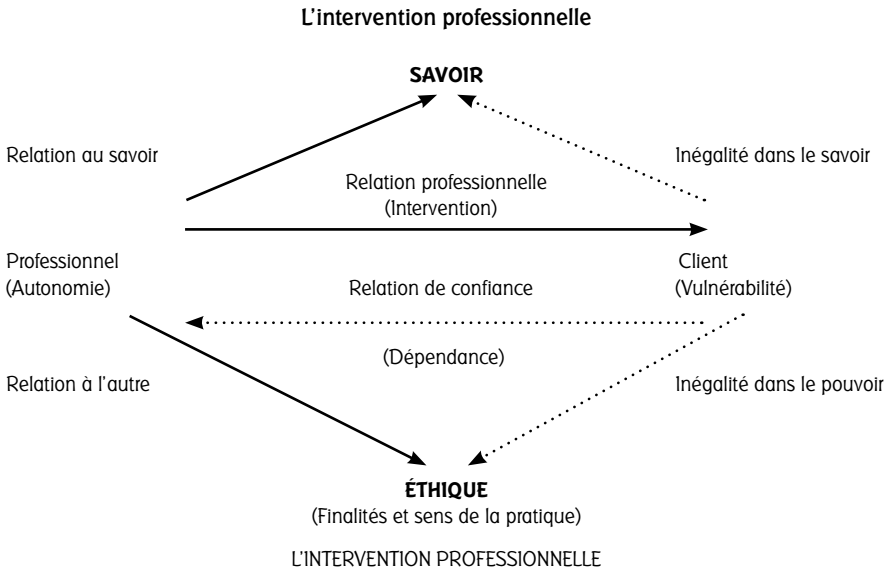 L'intervention professionnelle
SAVOIR
Relation au savoir
Inégalité dans le savoir
Relation professionnelle
(Intervention)
Professionnel
(Autonomie)
Client
(Vulnérabilité)
Relation de confiance
(Dépendance)
Relation à l'autre
Inégalité dans le pouvoir
ÉTHIQUE
(Finalités et sens de la pratique)
L'INTERVENTION PROFESSIONNELLE